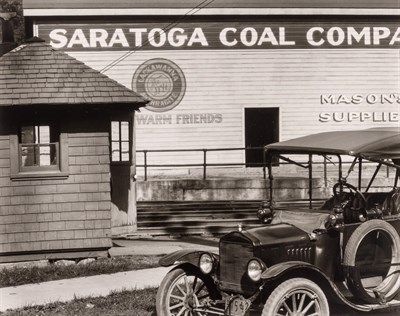 SARATOGA COAL COMPA
WARM FRIENDS
MASON'S
SUPPLIE